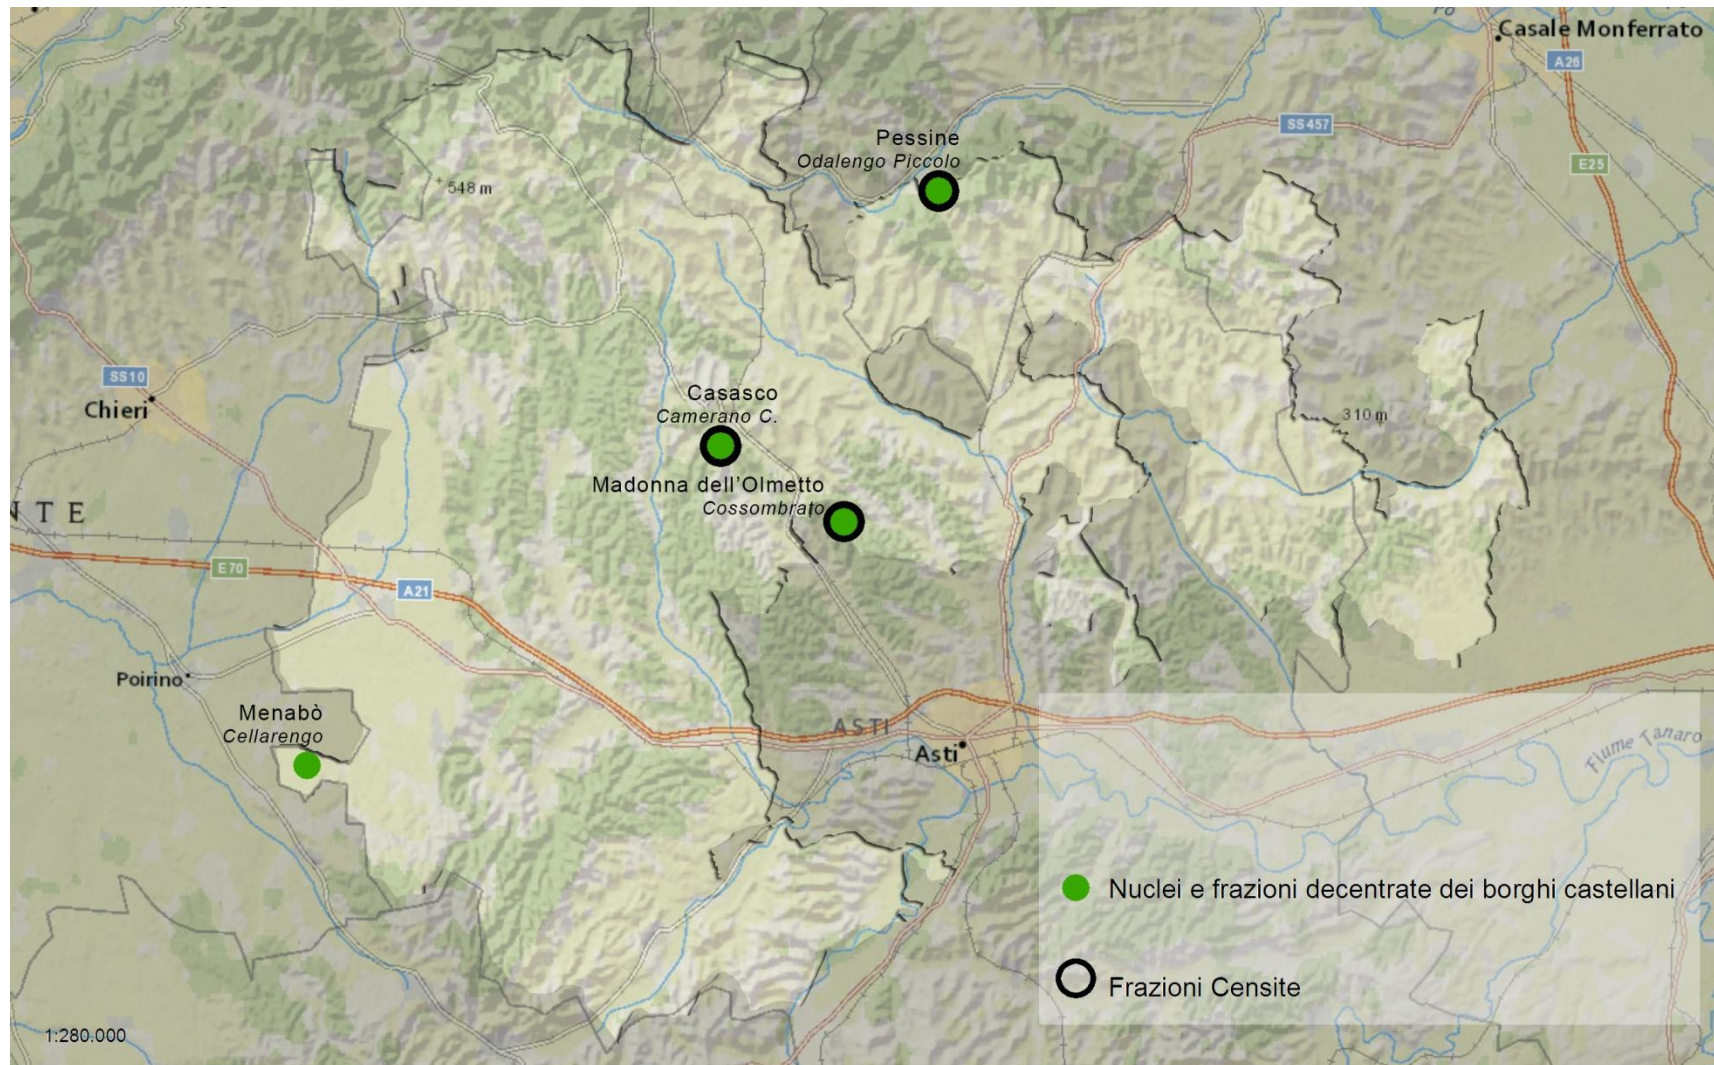 Po
Casale Monferrato
A26
SS457
Pessine
Odalengo Piccolo
E25
548 m
SS10
Chieri
Casasco
Camerano C.
310 m
Madonna dell'Olmetto
Cossombrato
NTE
E70
A21
Poirino
Menabò
Cellarengo
ASTI
Asti
Fiume Tanaro
Nuclei e frazioni decentrate dei borghi castellani
Frazioni Censite
1:280.000